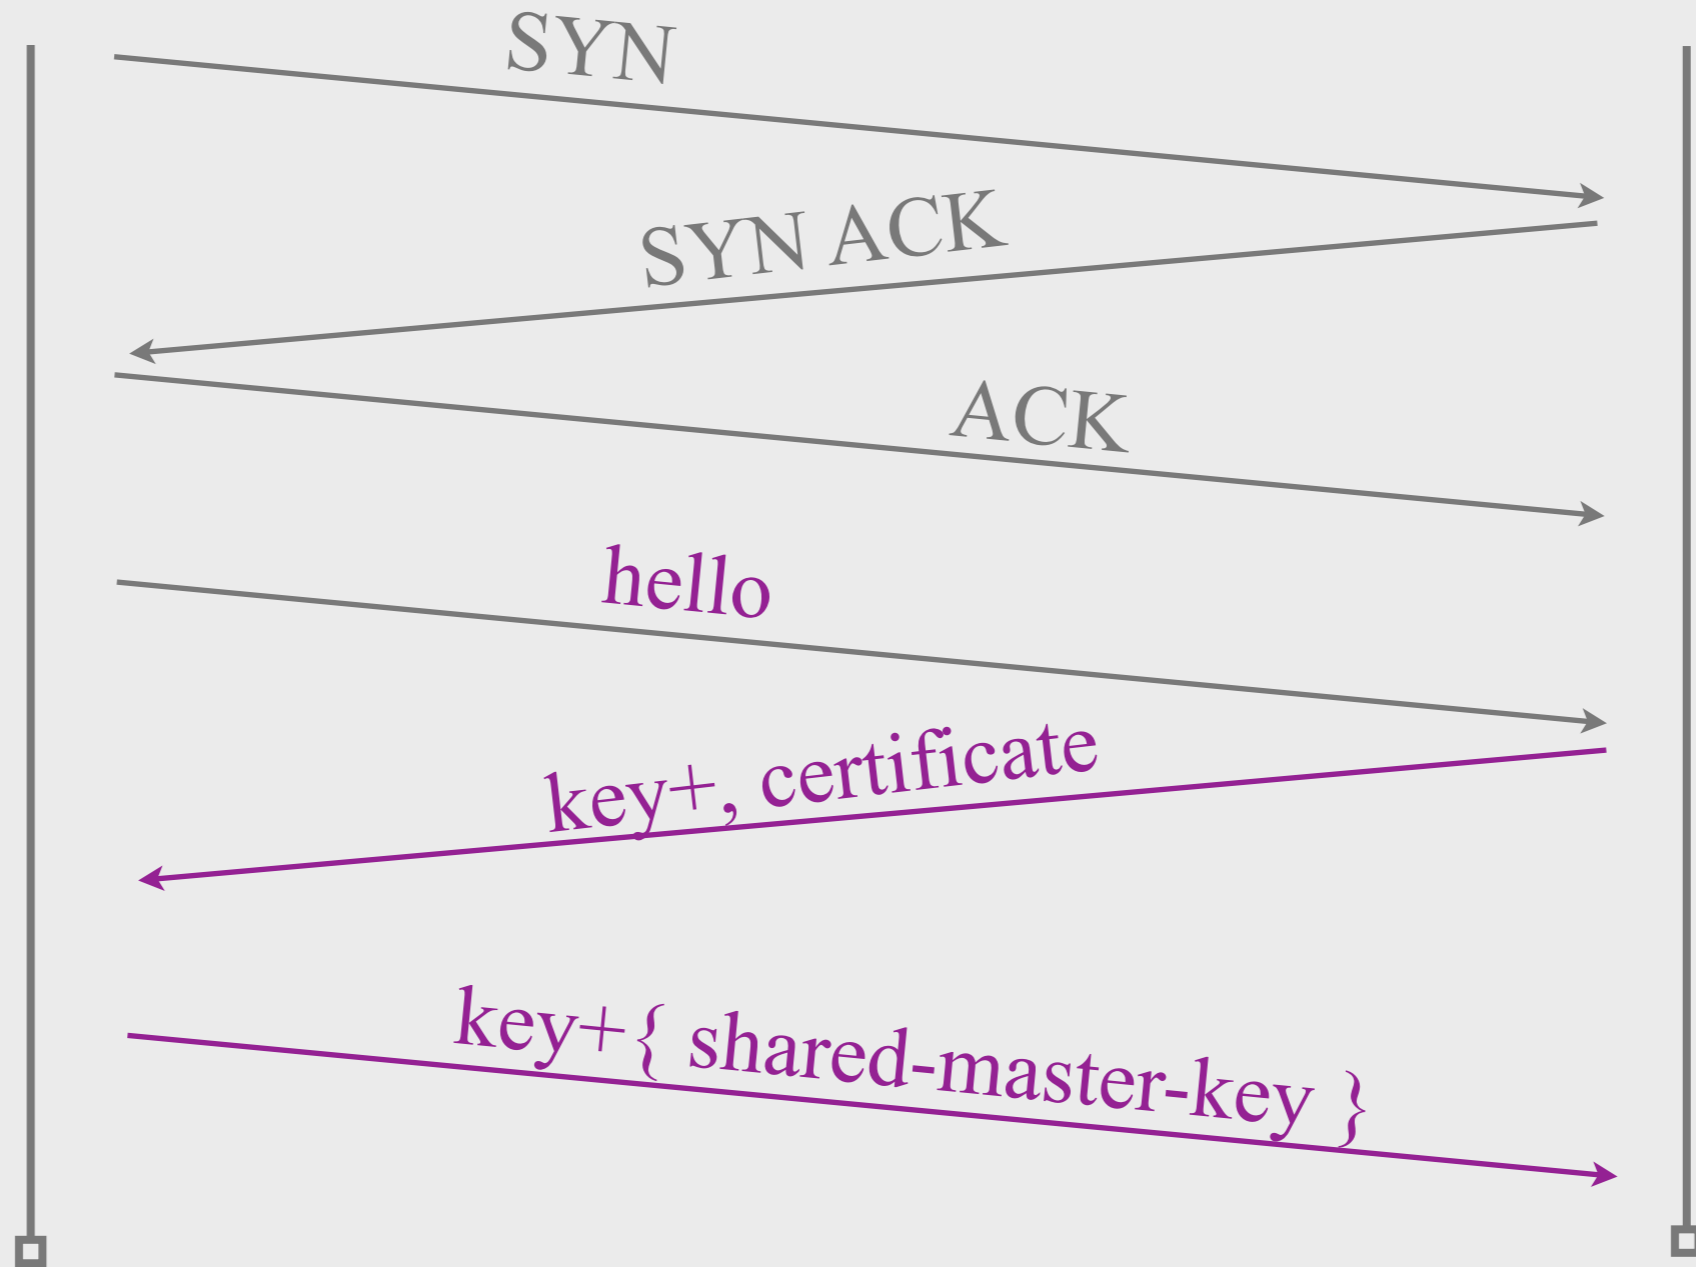 SYN
SYN ACK
ACK
hello
key+, certificate
key+{ shared-master-key }